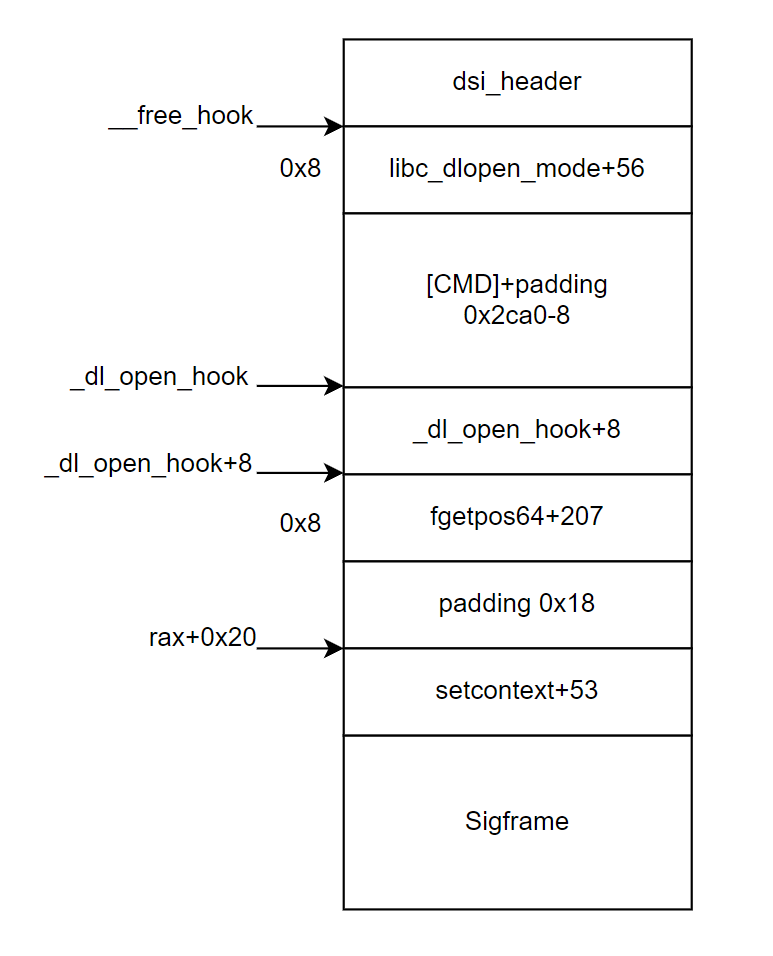 dsi_header
__free_hook
0x8
libc_dlopen_mode+56
[CMD]+padding
0x2ca0-8
_dl_open_hook
_dl_open_hook+8
_dl_open_hook+8
0x8
fgetpos64+207
padding 0x18
rax+0x20
setcontext+53
Sigframe